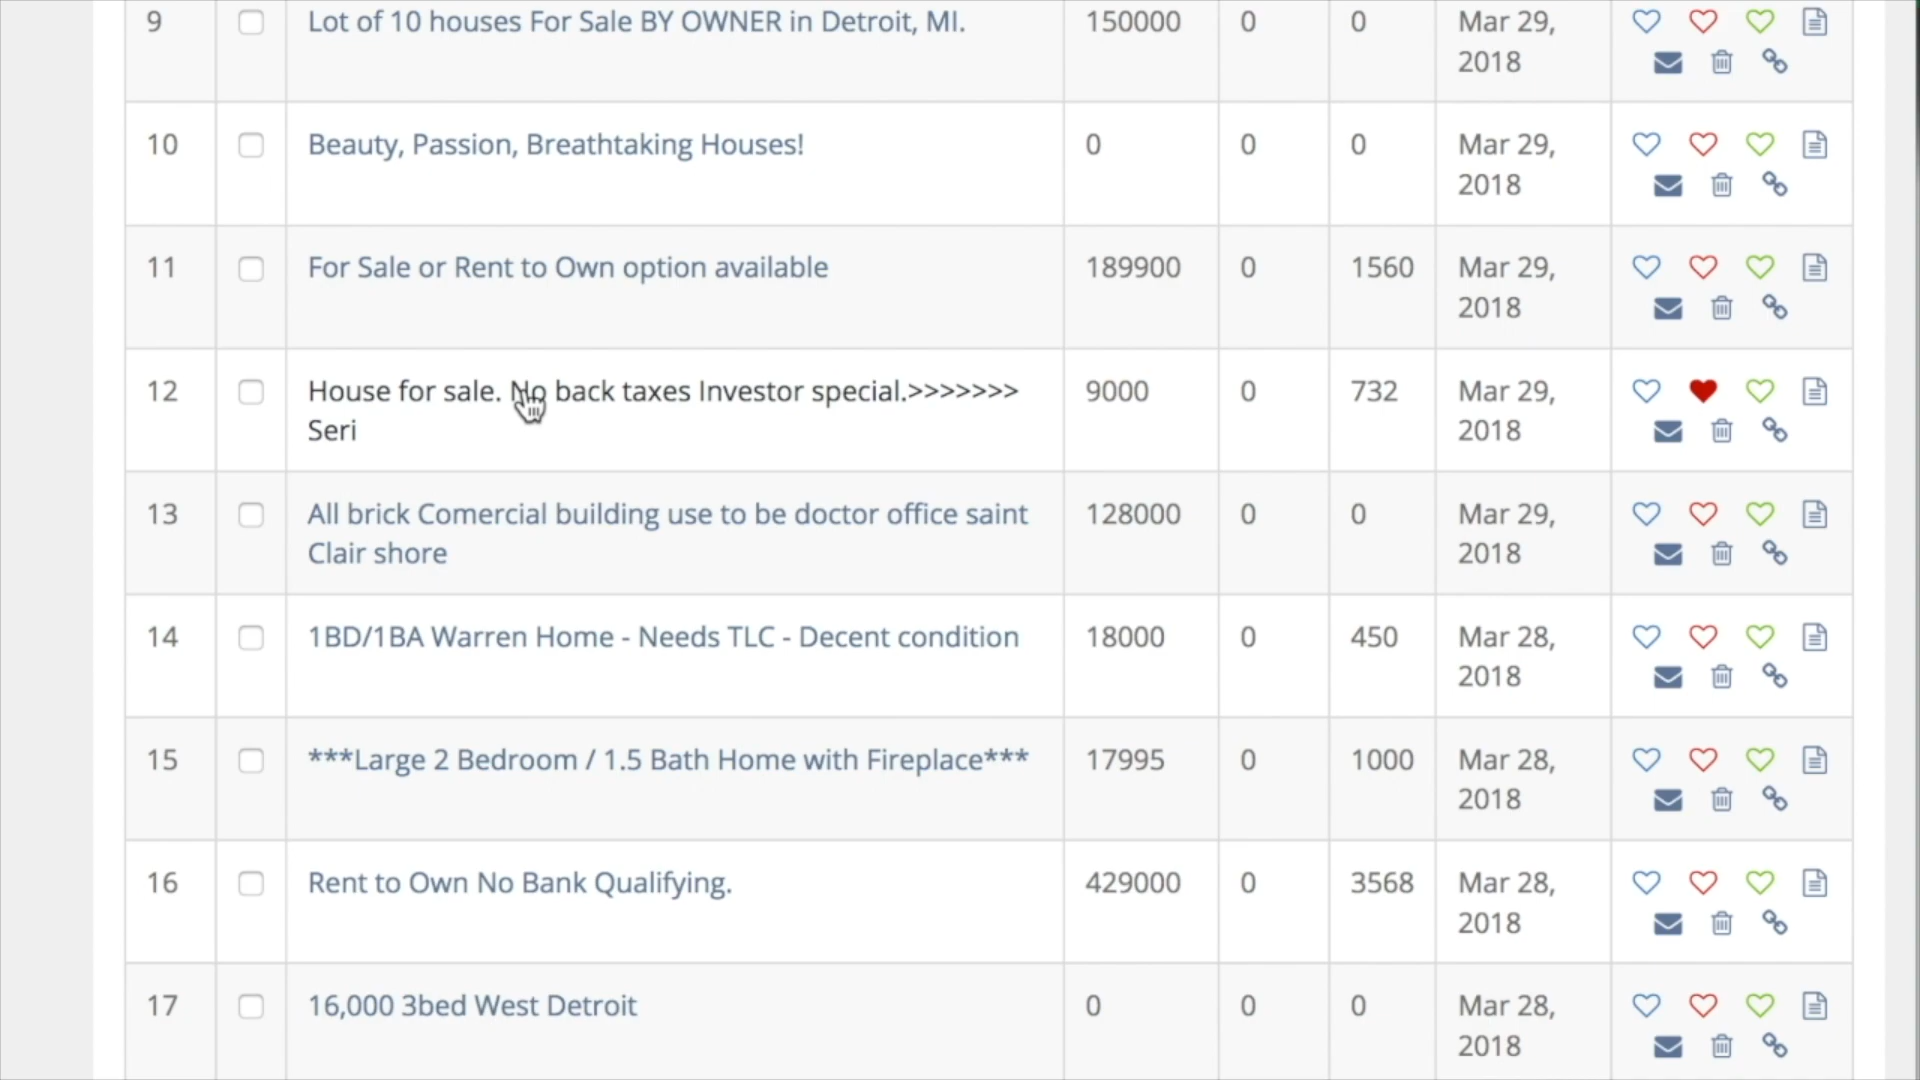 9 Lot of 10 houses For Sale BY OWNER in Detroit, MI. 150000 0 0 Mar 29,
2018
10 Beauty, Passion, Breathtaking Houses! 0 0 0 Mar 29,
2018
11 For Sale or Rent to Own option available 189900 0 1560 Mar 29,
2018
12 House for sale. No back taxes Investor special.>>>>>>> 9000 0 732 Mar 29,
Seri 2018
13 All brick Comercial building use to be doctor office saint 128000 0 0 Mar 29,
Clair shore 2018
14 1BD/1BA Warren Home - Needs TLC - Decent condition 18000 0 450 Mar 28,
2018
15 ***Large 2 Bedroom / 1.5 Bath Home with Fireplace*** 17995 0 1000 Mar 28,
2018
16 Rent to Own No Bank Qualifying. 429000 0 3568 Mar 28,
2018
17 16,000 3bed West Detroit 0 0 0 Mar 28,
2018